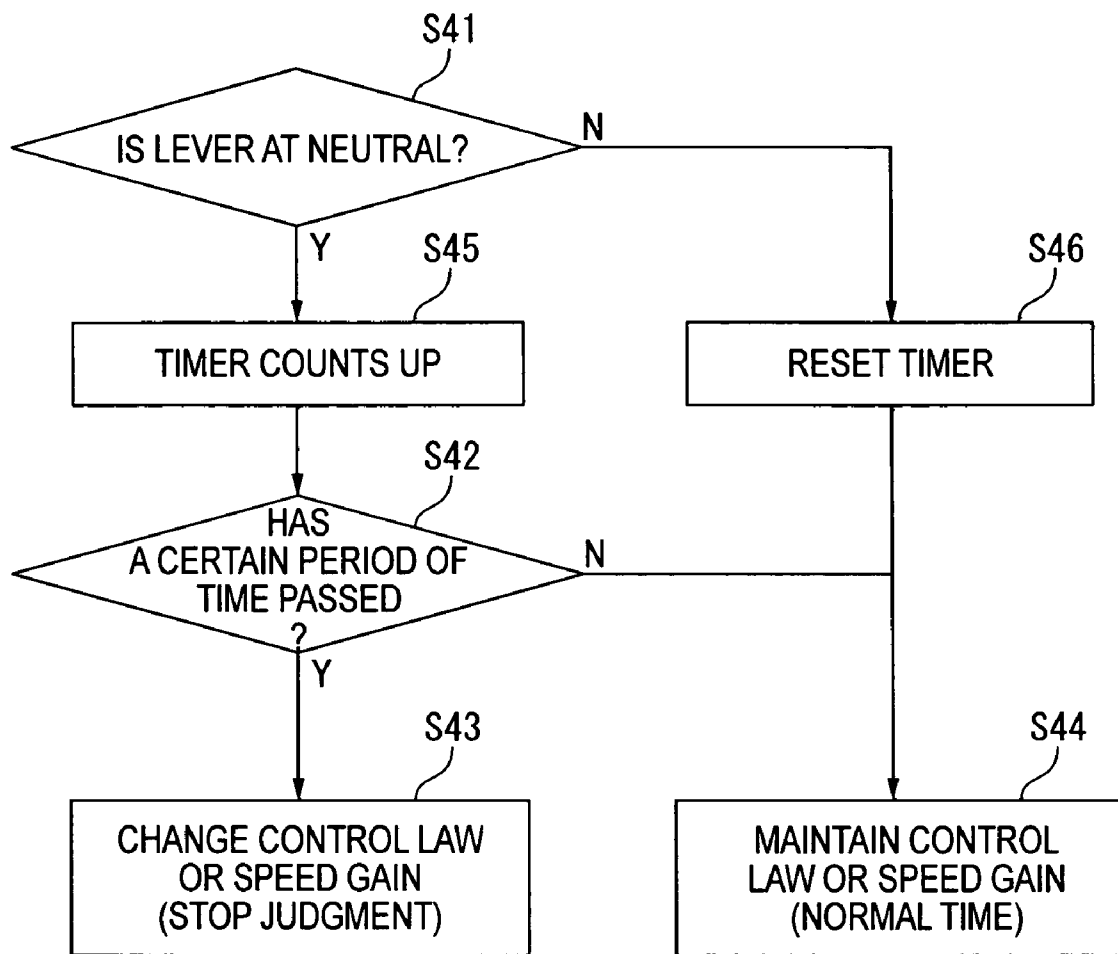 S41
IS LEVER AT NEUTRAL?
N
Y
S45
S46
TIMER COUNTS UP
RESET TIMER
S42
HAS
A CERTAIN PERIOD OF
TIME PASSED
?
N
Y
S43
S44
CHANGE CONTROL LAW
OR SPEED GAIN
(STOP JUDGMENT)
MAINTAIN CONTROL
LAW OR SPEED GAIN
(NORMAL TIME)